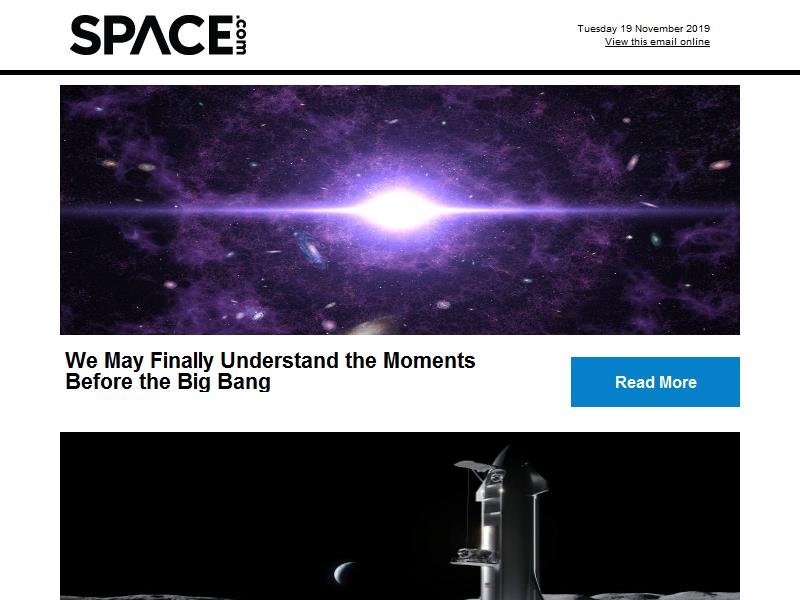 SPACE.com
Tuesday 19 November 2019
View this email online
We May Finally Understand the Moments
Before the Big Bang
Read More